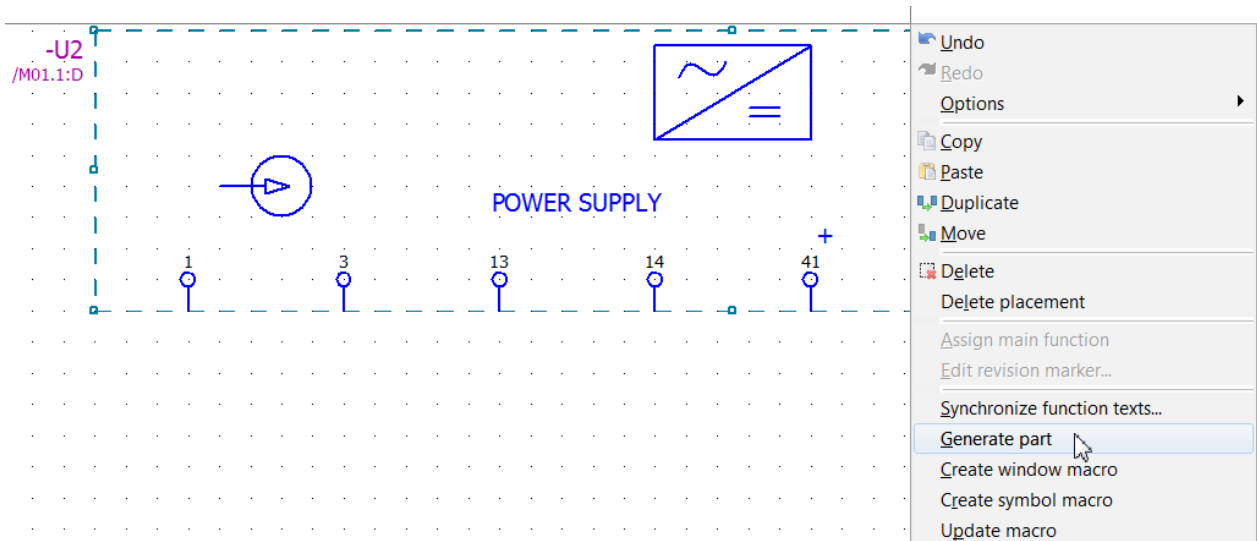 -U2
/M01.1:D
POWER SUPPLY
+
1 3 13 14 41
Undo
Redo
Options
Copy
Paste
Duplicate
Move
Delete
Delete placement
Assign main function
Edit revision marker...
Synchronize function texts...
Generate part
Create window macro
Create symbol macro
Update macro